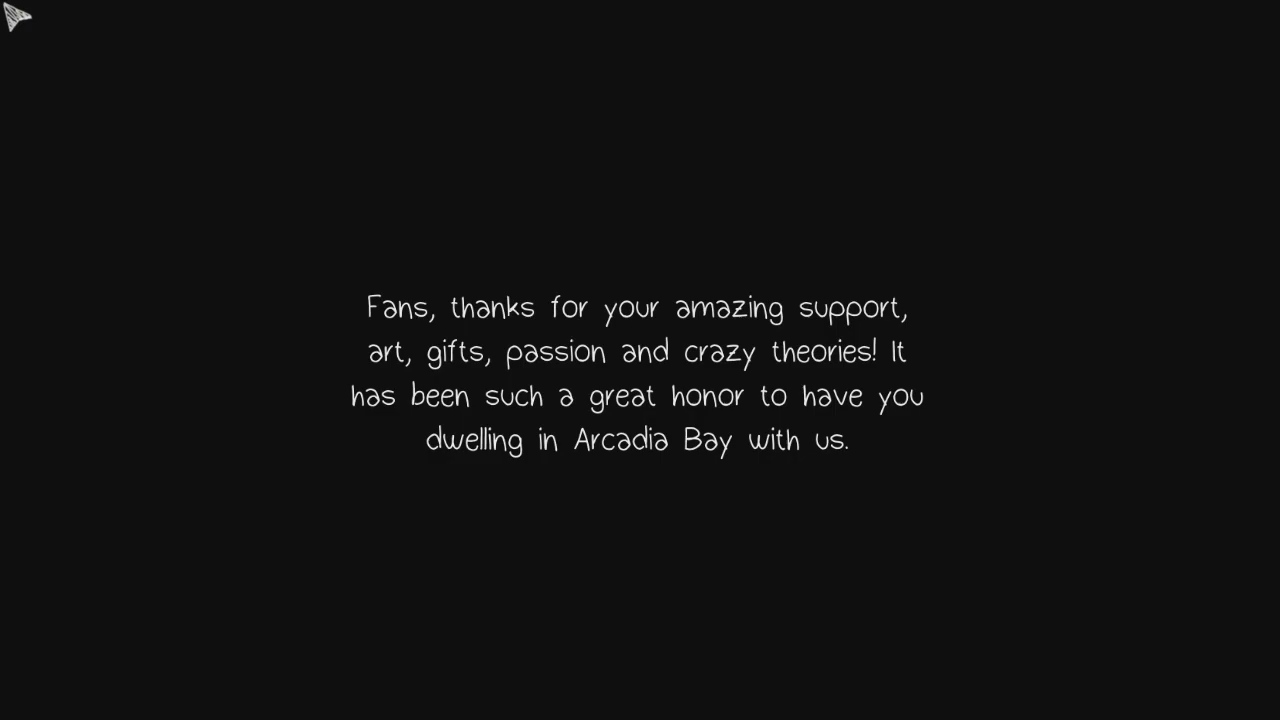 Fans, thanks for your amazing support,
art, gifts, passion and crazy theories! It
has been such a great honor to have you
dwelling in Arcadia Bay with us.